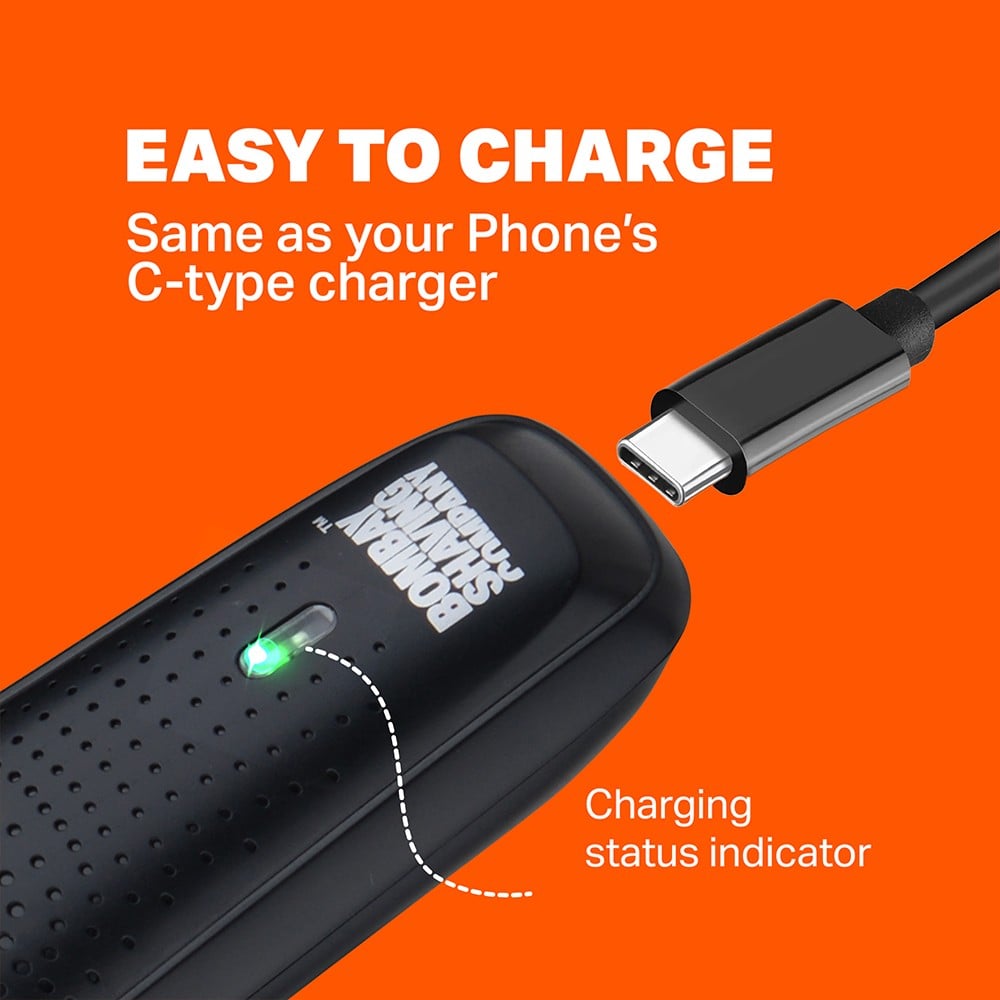 EASY TO CHARGE
Same as your Phone's
C-type charger
BOMBAY
SHAVING
COMPANY
TM
Charging
status indicator